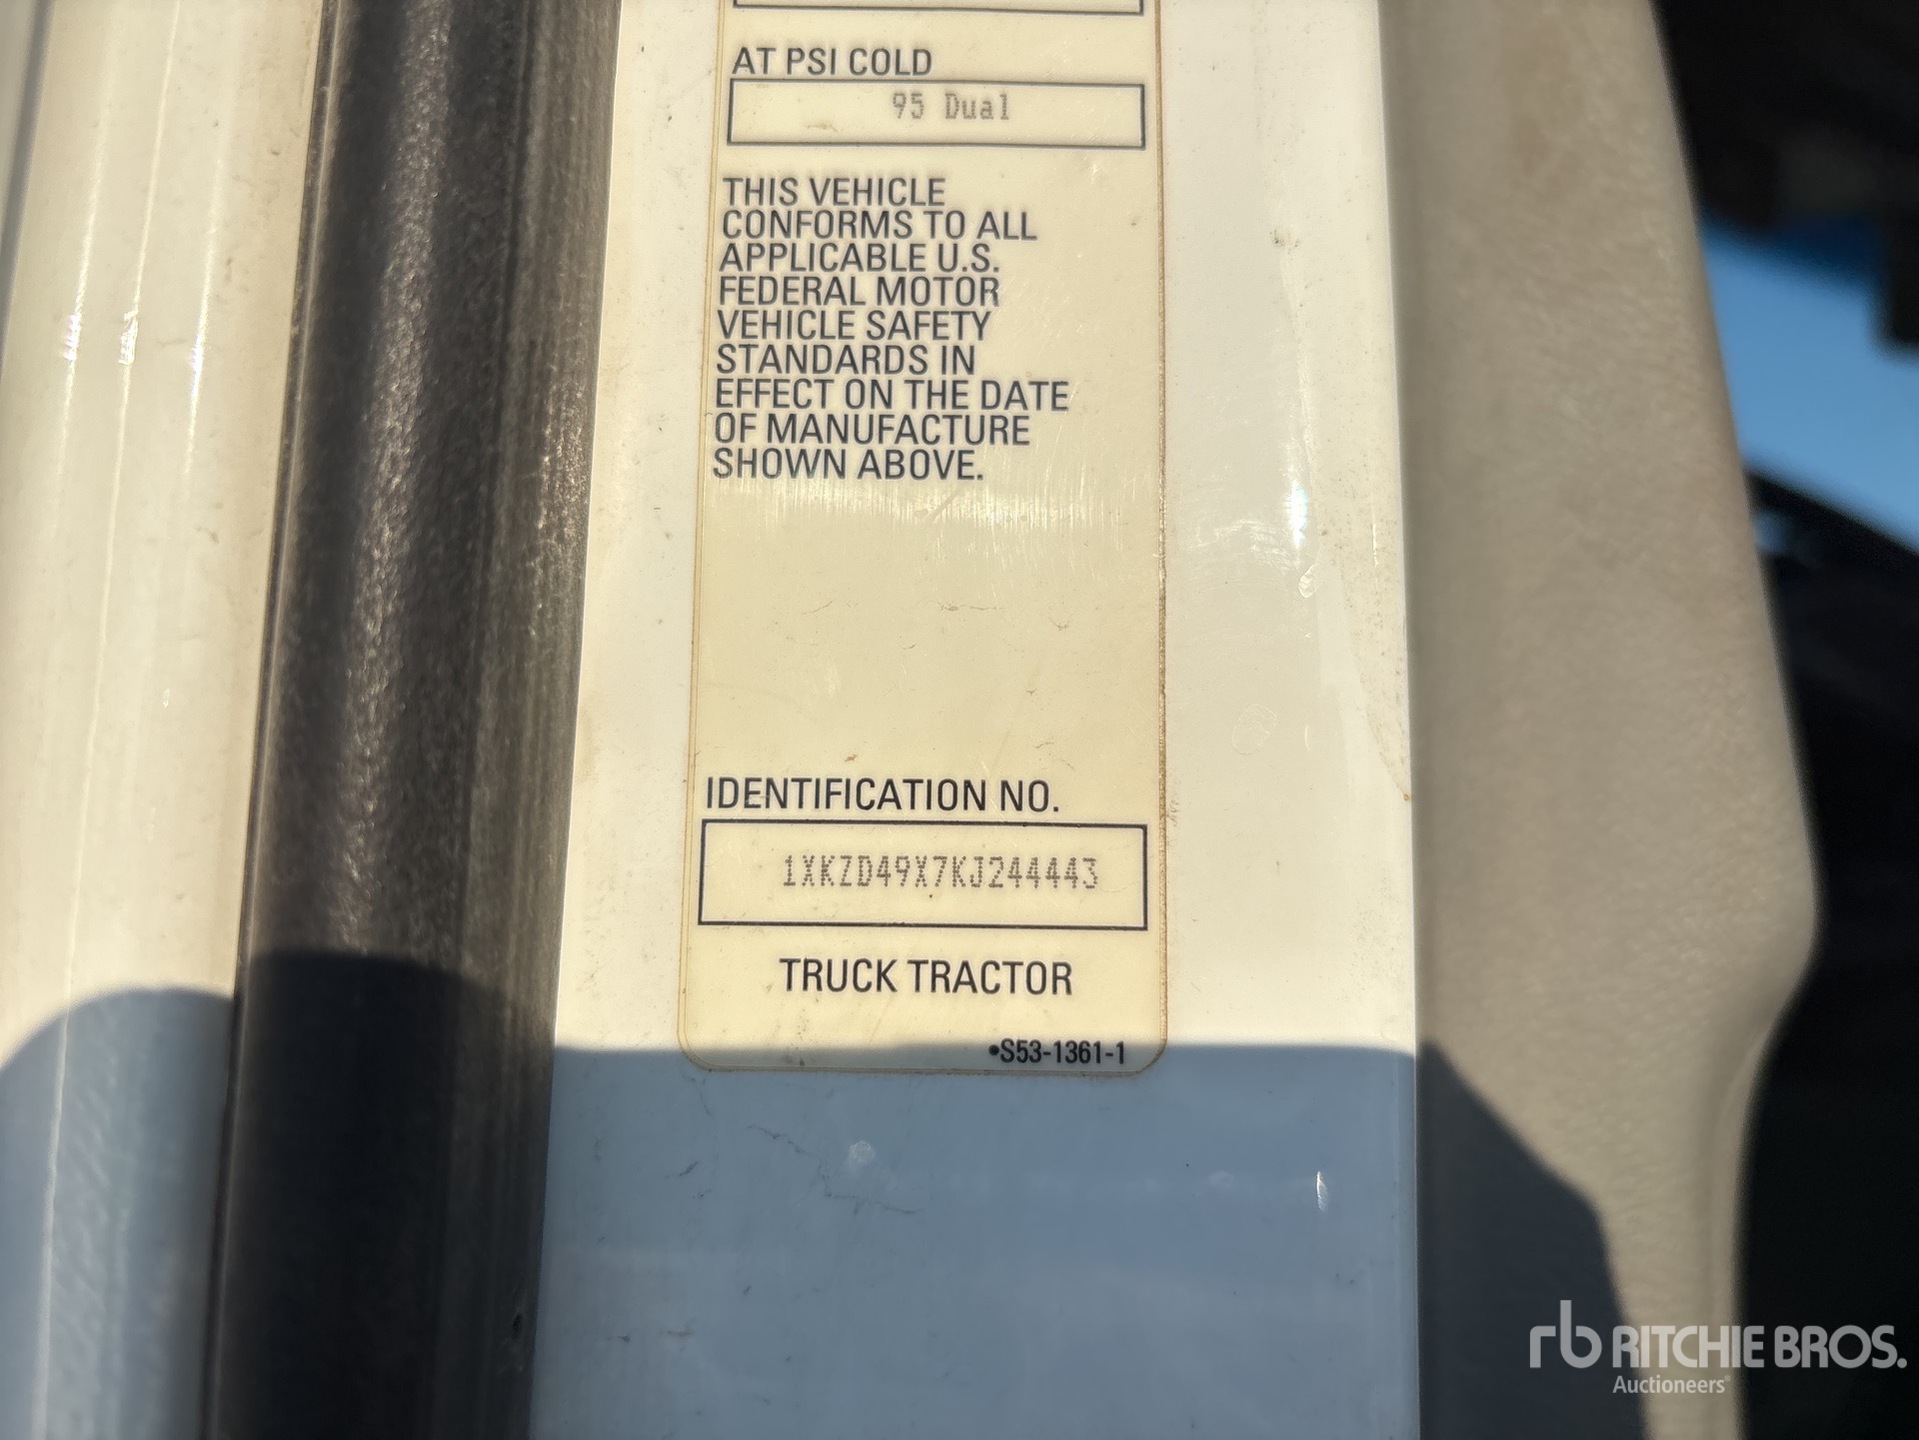 AT PSI COLD
95 Dual
THIS VEHICLE
CONFORMS TO ALL
APPLICABLE U.S.
FEDERAL MOTOR
VEHICLE SAFETY
STANDARDS IN
EFFECT ON THE DATE
OF MANUFACTURE
SHOWN ABOVE.
IDENTIFICATION NO.
1XKZD49X7KJ244443
TRUCK TRACTOR
•S53-1361-1
rb RITCHIE BROS.
Auctioneers